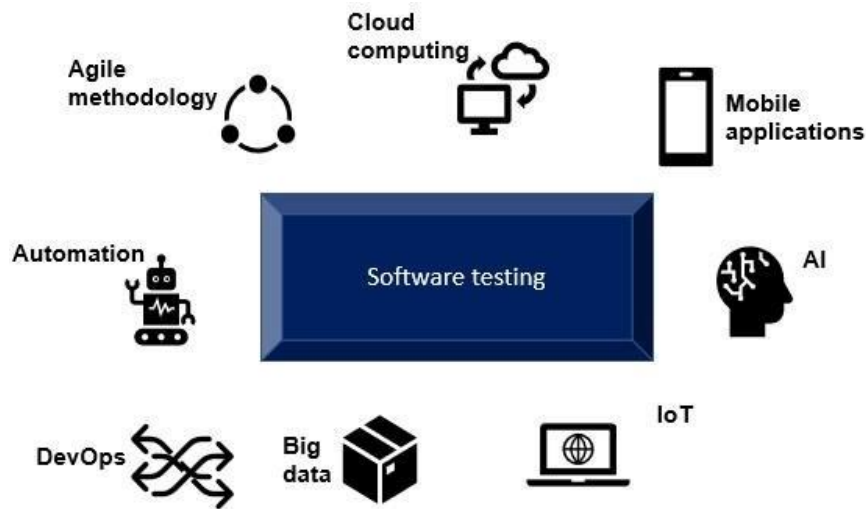 Cloud
computing
Agile
methodology
Mobile
applications
Automation
Software testing
AI
DevOps
Big
data
IoT